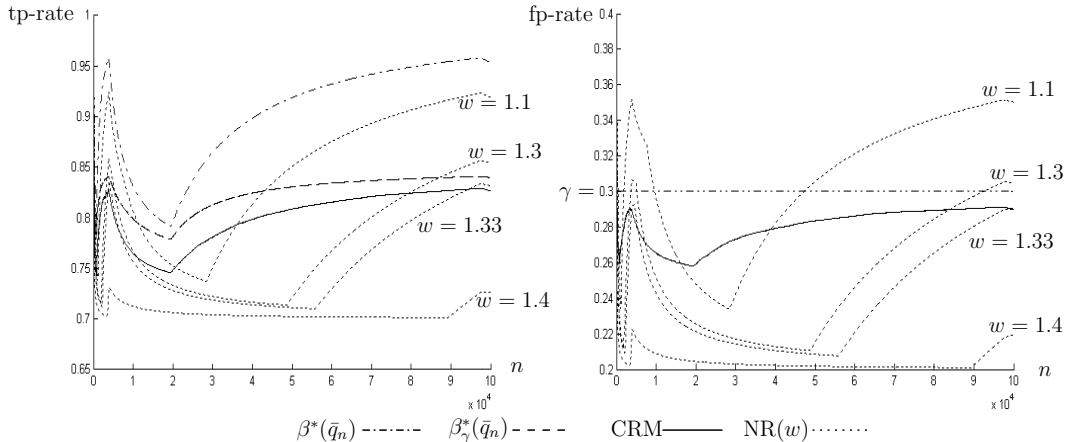 tp-rate
1
0.95
0.9
0.85
0.8
0.75
0.7
0.65
0 1 2 3 4 5 6 7 8 9 10
n
x 10^4
w = 1.1
w = 1.3
w = 1.33
w = 1.4
fp-rate
0.4
0.38
0.36
0.34
0.32
γ = 0.3
0.28
0.26
0.24
0.22
0.2
0 1 2 3 4 5 6 7 8 9 10
n
x 10^4
w = 1.1
w = 1.3
w = 1.33
w = 1.4
β*(q̄ₙ) β*ᵧ(q̄ₙ) CRM NR(w)